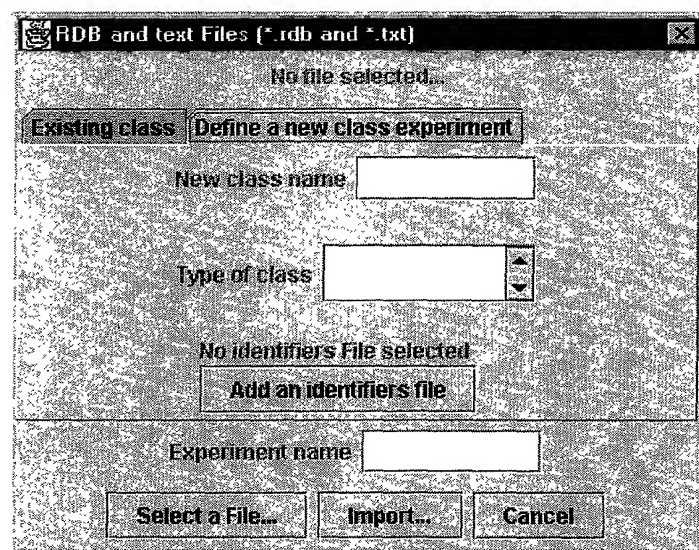 RDB and text Files (*.rdb and *.txt)
No file selected...
Existing class Define a new class experiment
New class name
Type of class
No identifiers File selected
Add an identifiers file
Experiment name
Select a File... Import... Cancel